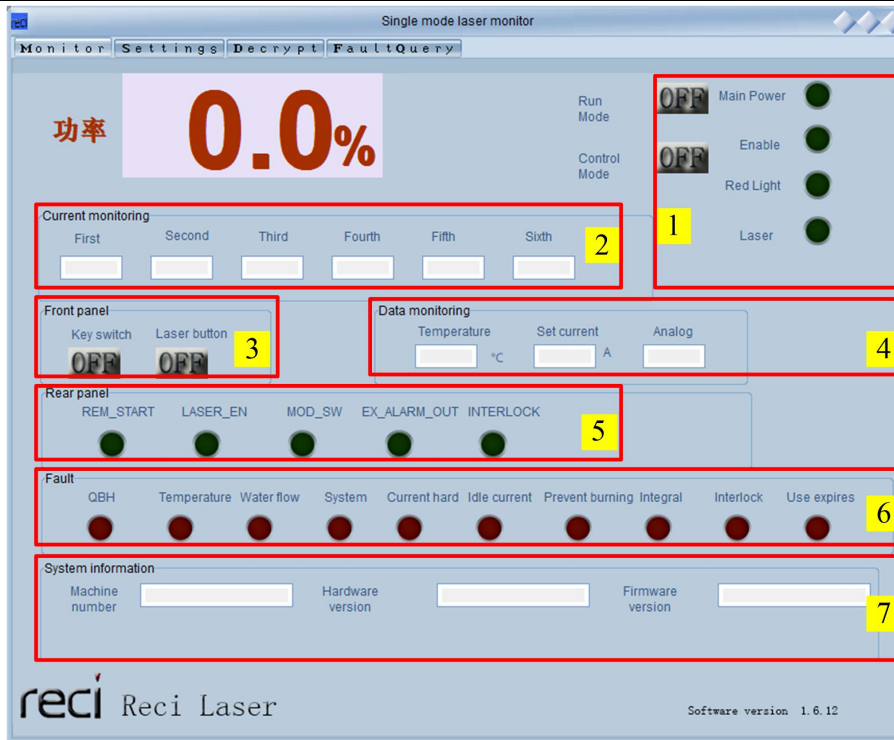 reci
Single mode laser monitor
Monitor Settings Decrypt FaultQuery
功率
0.0%
Run Mode
OFF
Main Power
Control Mode
OFF
Enable
Red Light
Laser
1
Current monitoring
First Second Third Fourth Fifth Sixth
2
Front panel
Key switch Laser button
OFF OFF
3
Data monitoring
Temperature Set current Analog
℃ A
4
Rear panel
REM_START LASER_EN MOD_SW EX_ALARM_OUT INTERLOCK
5
Fault
QBH Temperature Water flow System Current hard Idle current Prevent burning Integral Interlock Use expires
6
System information
Machine number
Hardware version
Firmware version
7
reci Reci Laser
Software version 1.6.12